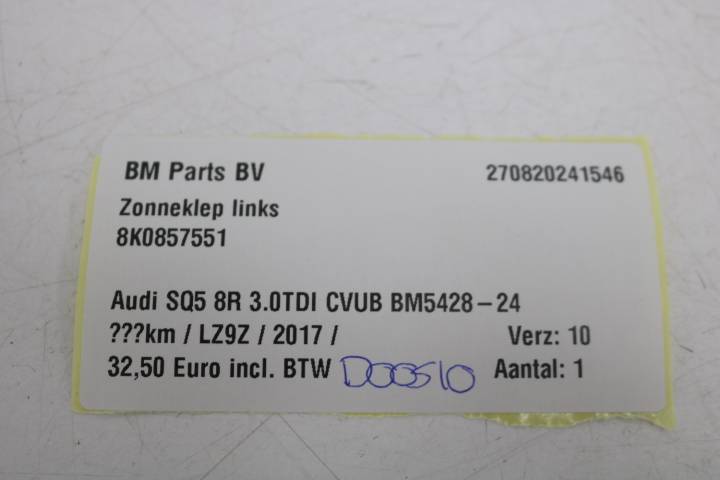 BM Parts BV 270820241546
Zonneklep links
8K0857551
Audi SQ5 8R 3.0TDI CVUB BM5428-24
???km / LZ9Z / 2017 / Verz: 10
32,50 Euro incl. BTW DOOS10 Aantal: 1